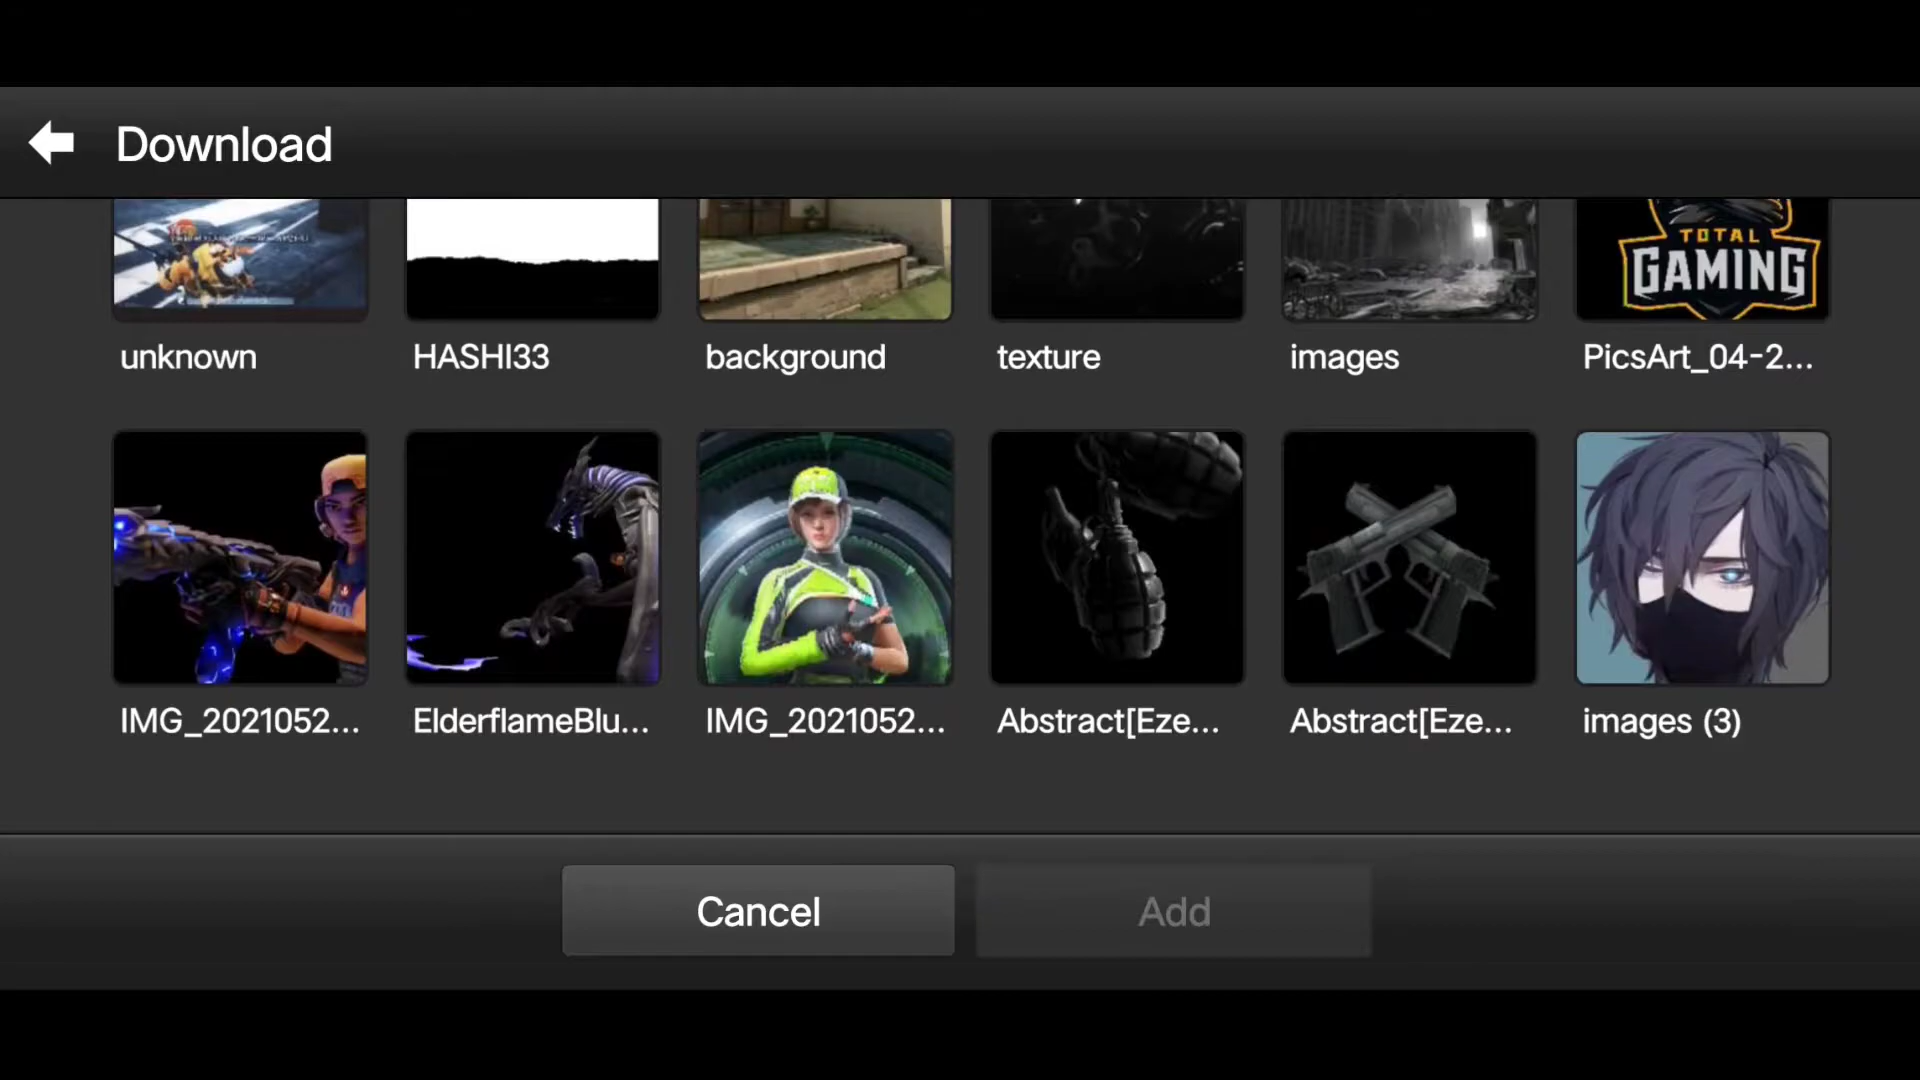 Download
TOTAL
GAMING
unknown
HASHI33
background
texture
images
PicsArt_04-2...
IMG_2021052...
ElderflameBlu...
IMG_2021052...
Abstract[Eze...
Abstract[Eze...
images (3)
Cancel
Add